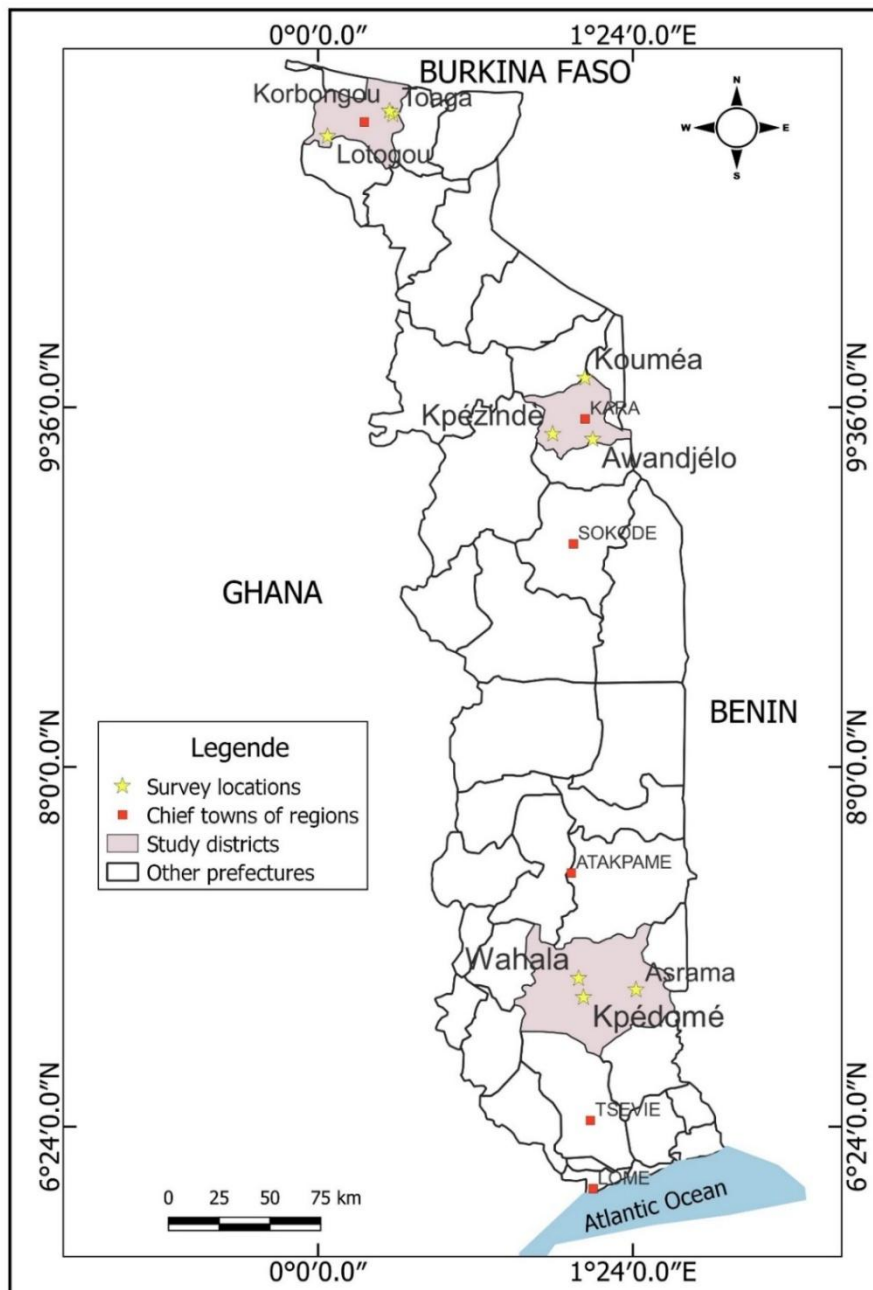 0°0′0.0″ 1°24′0.0″E
BURKINA FASO
Korbongou Toaga
Lotogou
N
W E
S
Kouméa
KARA
Kpézindè
Awandjélo
9°36′0.0″N 9°36′0.0″N
SOKODE
GHANA
BENIN
Legende
Survey locations
Chief towns of regions
Study districts
Other prefectures
8°0′0.0″N 8°0′0.0″N
ATAKPAME
Wahala Asrama
Kpédomé
TSEVIE
6°24′0.0″N 6°24′0.0″N
LOME
0 25 50 75 km
Atlantic Ocean
0°0′0.0″ 1°24′0.0″E